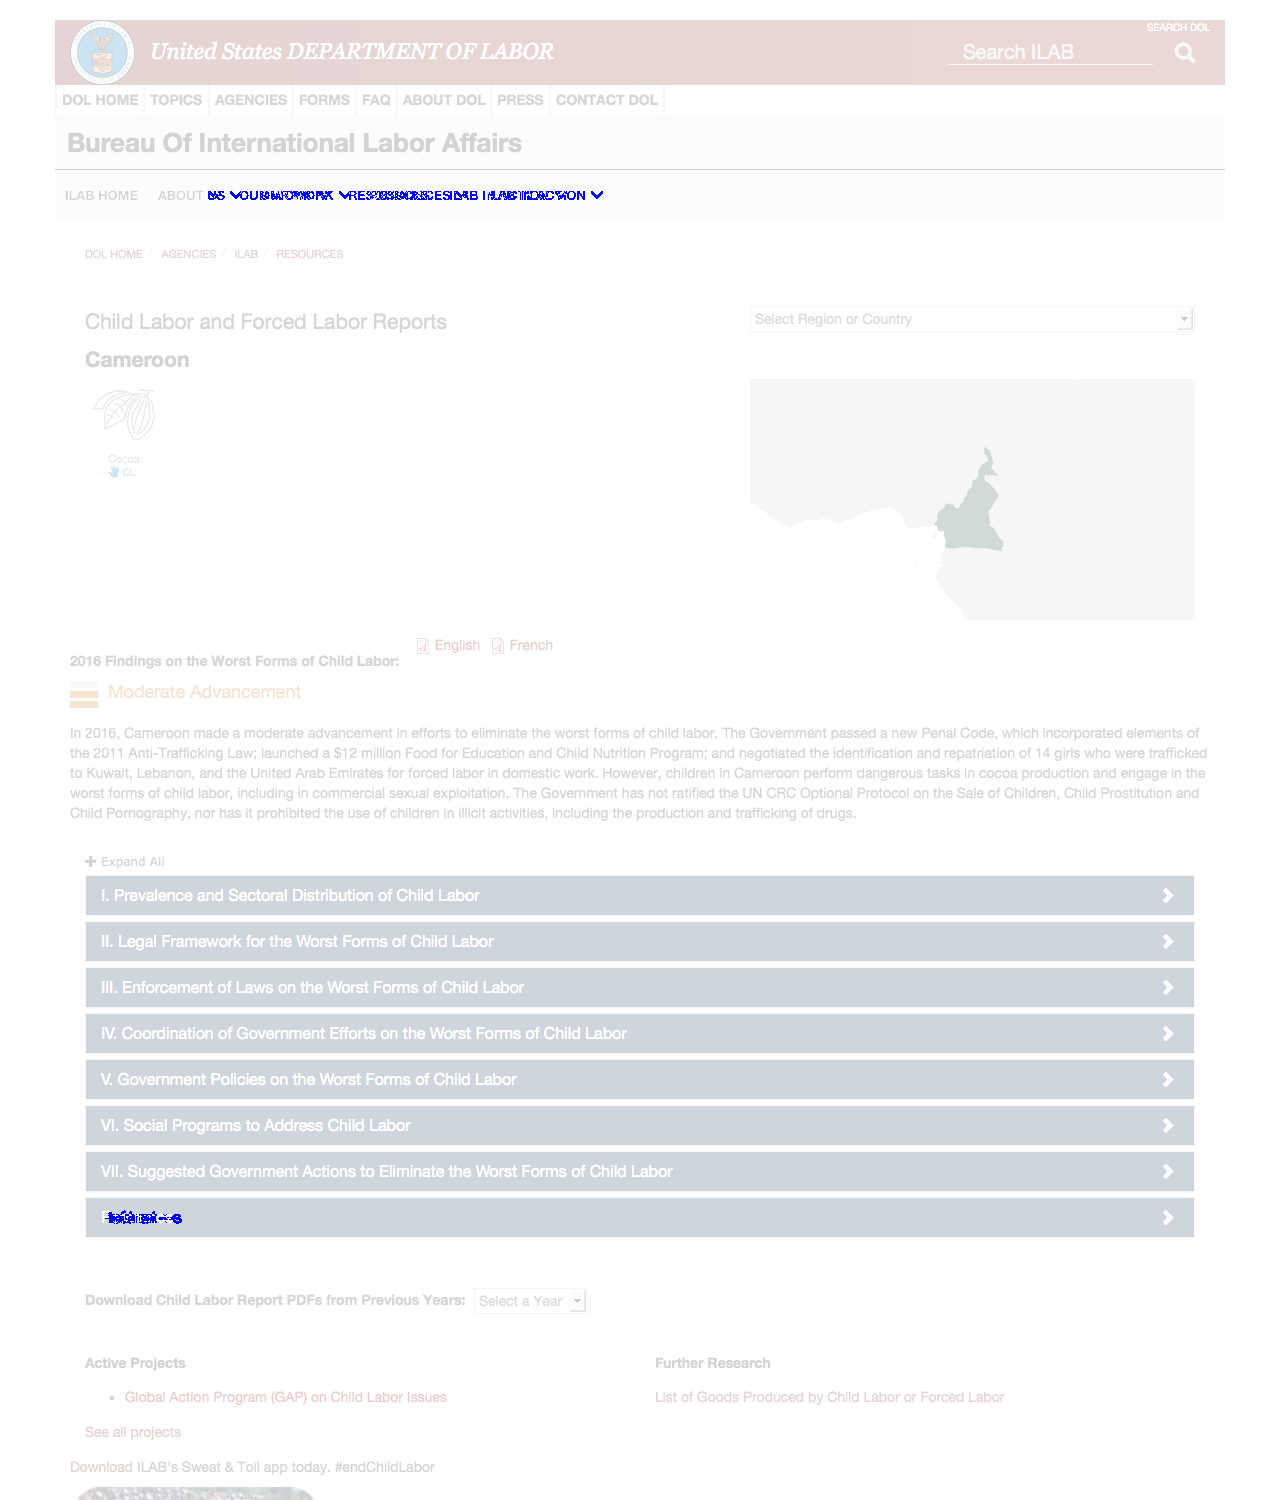 SEARCH DOL
United States DEPARTMENT OF LABOR
Search ILAB
DOL HOME TOPICS AGENCIES FORMS FAQ ABOUT DOL PRESS CONTACT DOL
Bureau Of International Labor Affairs
ILAB HOME ABOUT
DOL HOME / AGENCIES / ILAB / RESOURCES
Child Labor and Forced Labor Reports
Select Region or Country
Cameroon
Cocoa
CL
English French
2016 Findings on the Worst Forms of Child Labor:
Moderate Advancement
In 2016, Cameroon made a moderate advancement in efforts to eliminate the worst forms of child labor. The Government passed a new Penal Code, which incorporated elements of
the 2011 Anti-Trafficking Law; launched a $12 million Food for Education and Child Nutrition Program; and negotiated the identification and repatriation of 14 girls who were trafficked
to Kuwait, Lebanon, and the United Arab Emirates for forced labor in domestic work. However, children in Cameroon perform dangerous tasks in cocoa production and engage in the
worst forms of child labor, including in commercial sexual exploitation. The Government has not ratified the UN CRC Optional Protocol on the Sale of Children, Child Prostitution and
Child Pornography, nor has it prohibited the use of children in illicit activities, including the production and trafficking of drugs.
Expand All
I. Prevalence and Sectoral Distribution of Child Labor
II. Legal Framework for the Worst Forms of Child Labor
III. Enforcement of Laws on the Worst Forms of Child Labor
IV. Coordination of Government Efforts on the Worst Forms of Child Labor
V. Government Policies on the Worst Forms of Child Labor
VI. Social Programs to Address Child Labor
VII. Suggested Government Actions to Eliminate the Worst Forms of Child Labor
Download Child Labor Report PDFs from Previous Years: Select a Year
Active Projects
Further Research
• Global Action Program (GAP) on Child Labor Issues
List of Goods Produced by Child Labor or Forced Labor
See all projects
Download ILAB's Sweat & Toil app today. #endChildLabor